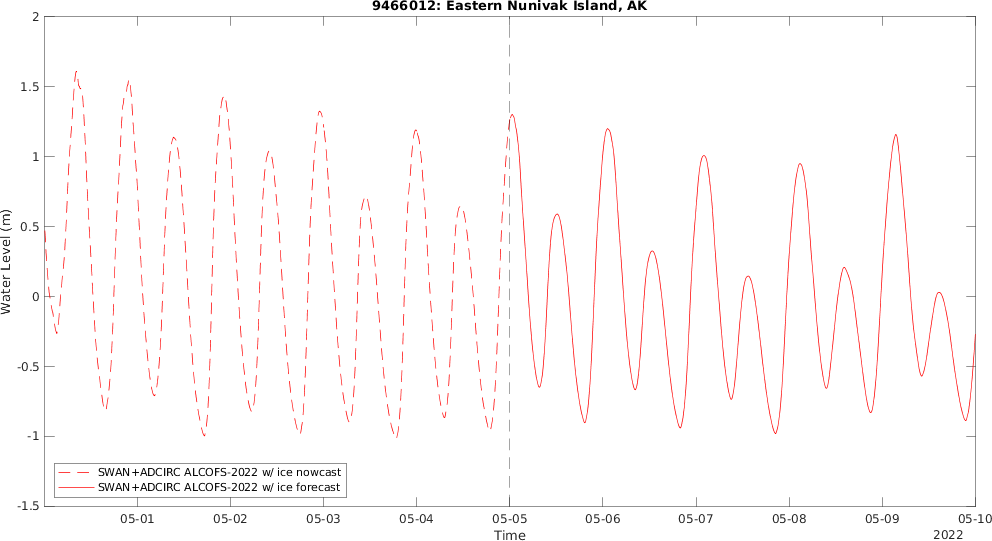 9466012: Eastern Nunivak Island, AK
2
1.5
1
0.5
0
-0.5
-1
-1.5
Water Level (m)
SWAN+ADCIRC ALCOFS-2022 w/ ice nowcast
SWAN+ADCIRC ALCOFS-2022 w/ ice forecast
05-01 05-02 05-03 05-04 05-05 05-06 05-07 05-08 05-09 05-10
Time
2022